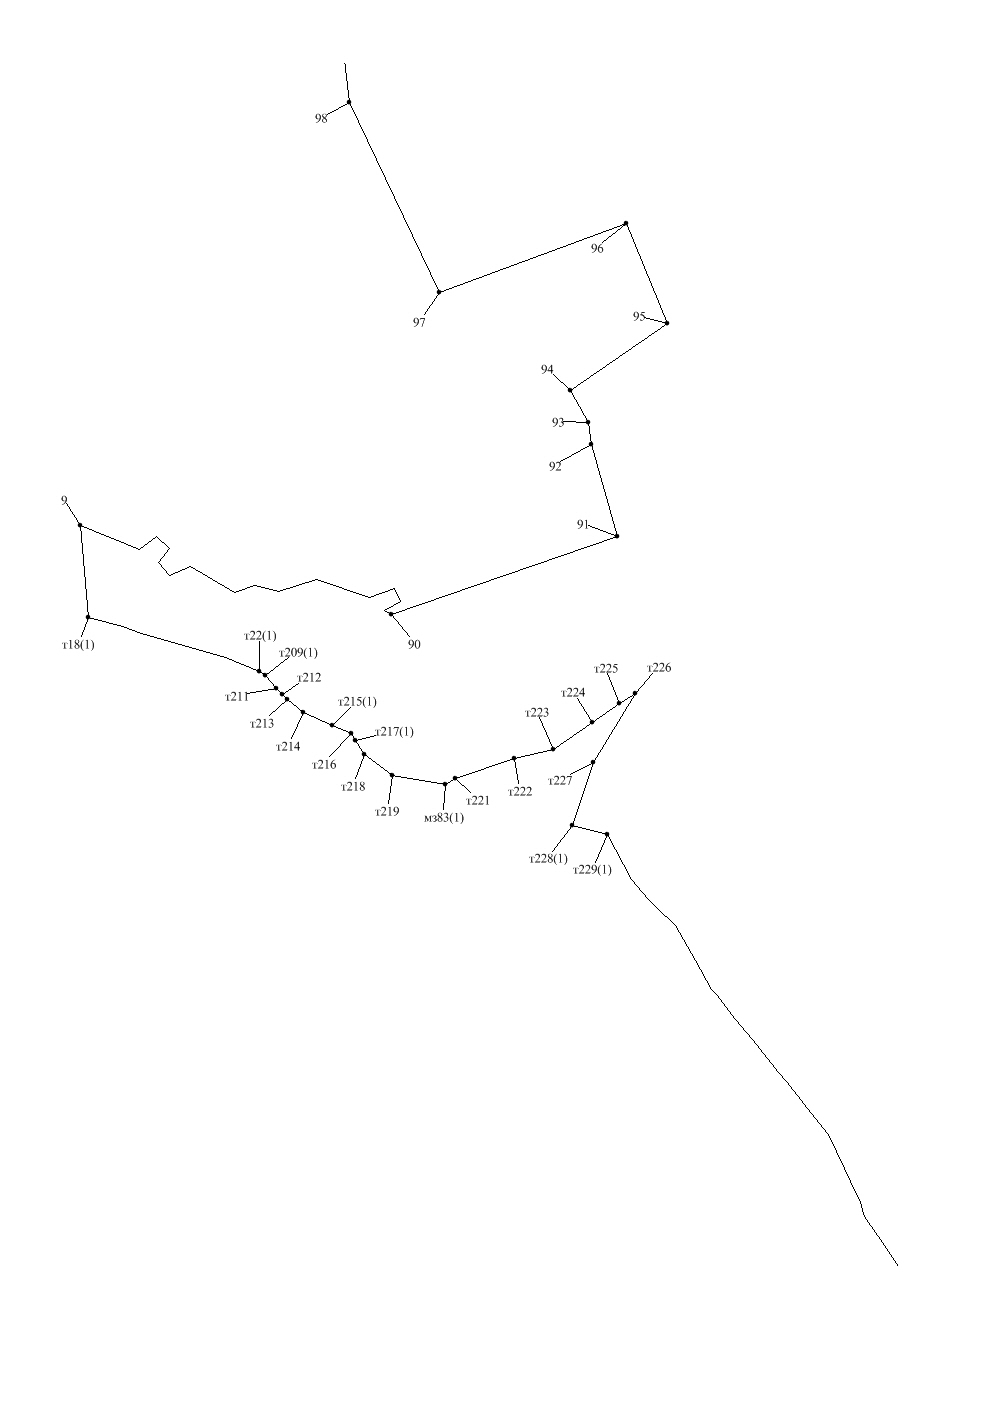 98
96
95
97
94
93
92
9
91
т22(1)
т18(1)
90
т209(1)
т225
т226
т212
т211
т224
т215(1)
т223
т213
т217(1)
т214
т216
т227
т218
т222
т221
т219
мз83(1)
т228(1)
т229(1)